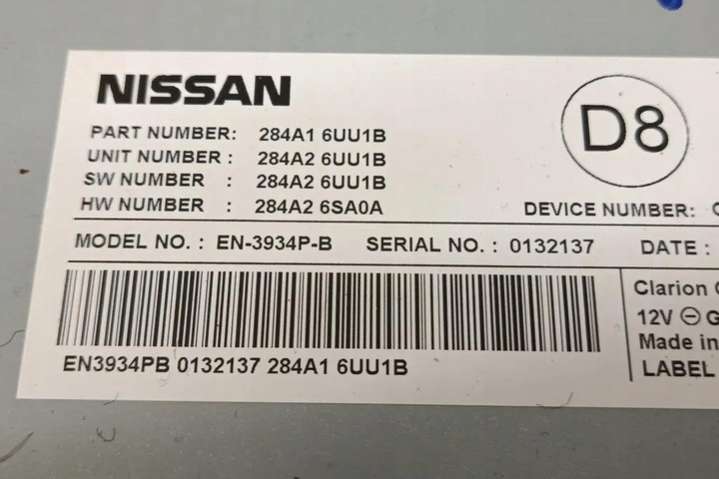 NISSAN
D8
PART NUMBER: 284A1 6UU1B
UNIT NUMBER : 284A2 6UU1B
SW NUMBER : 284A2 6UU1B
HW NUMBER : 284A2 6SA0A
DEVICE NUMBER:
MODEL NO. : EN-3934P-B SERIAL NO. : 0132137 DATE :
Clarion
12V
Made in
EN3934PB 0132137 284A1 6UU1B
LABEL